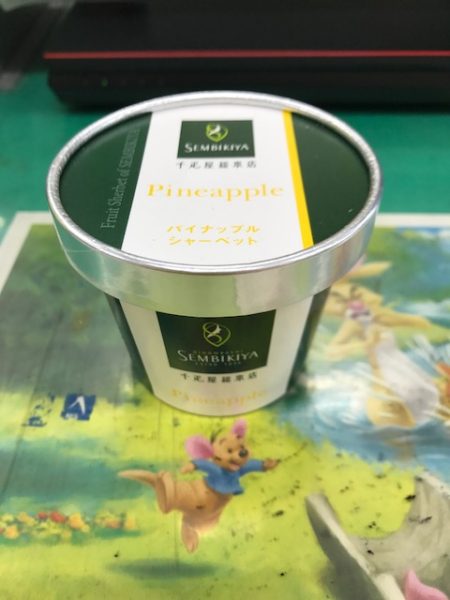 SEMBIKIYA
千疋屋総本店
Pineapple
パイナップル
シャーベット
Fruit Sherbet of SEMBIKIYA
SEMBIKIYA
千疋屋総本店
Pineapple